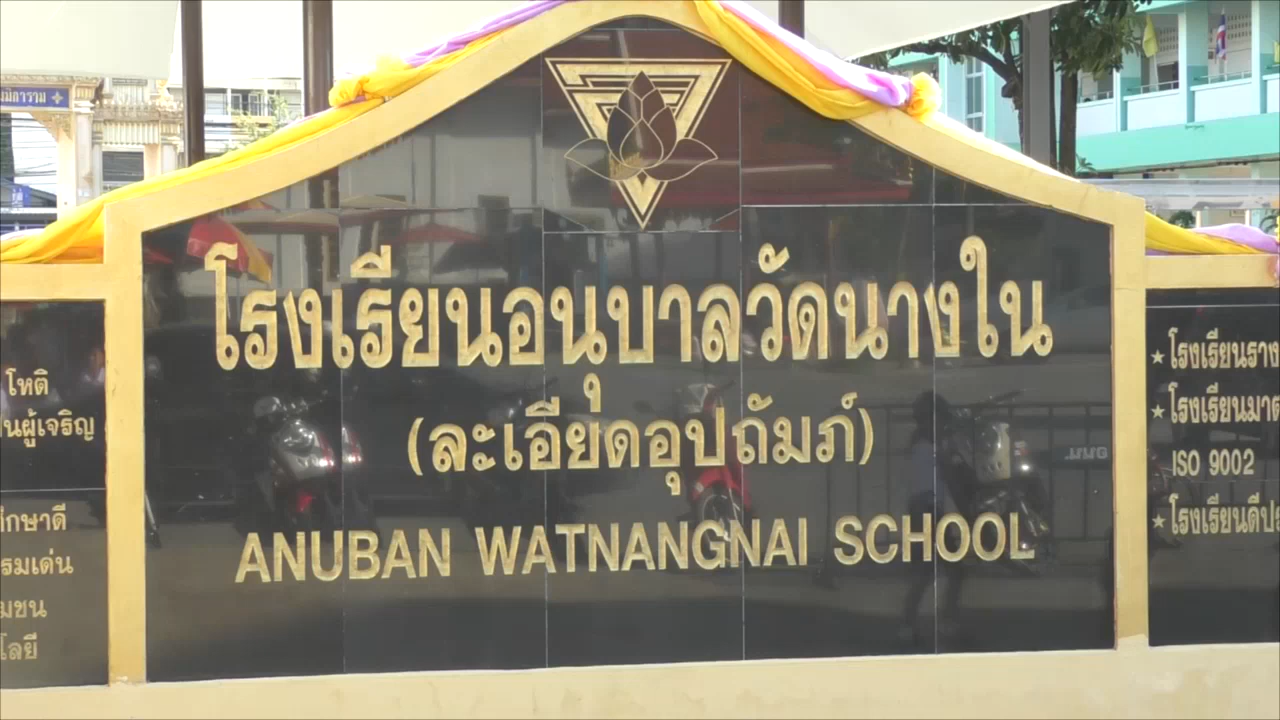 โรงเรียนอนุบาลวัดนางใน
(ละเอียดอุปถัมภ์)
ANUBAN WATNANGNAI SCHOOL
โหติ
นผู้เจริญ
ศึกษาดี
รมเด่น
มชน
โลยี
★ โรงเรียนราง
★ โรงเรียนมาต
ISO 9002
★ โรงเรียนดีปร